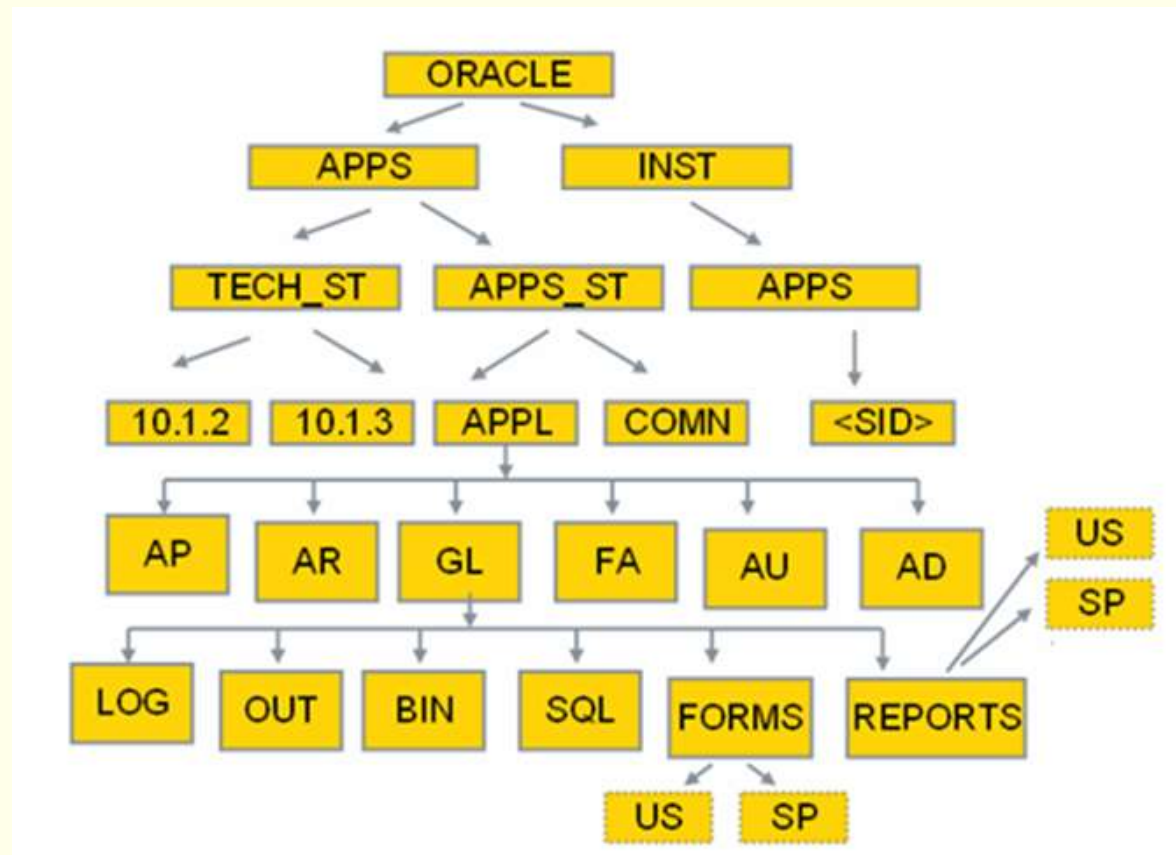 ORACLE
APPS
INST
TECH_ST
APPS_ST
APPS
10.1.2
10.1.3
APPL
COMN
<SID>
AP
AR
GL
FA
AU
AD
US
SP
LOG
OUT
BIN
SQL
FORMS
REPORTS
US
SP